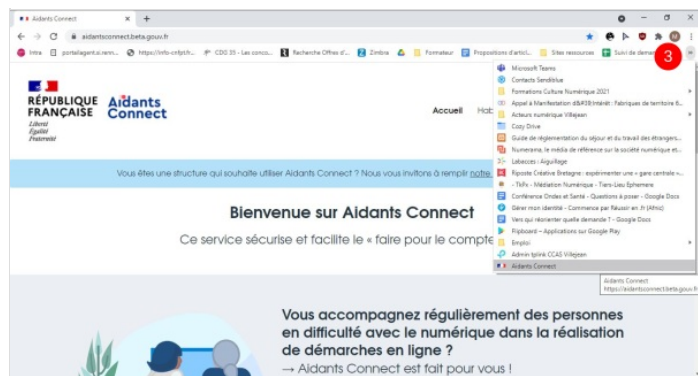 Aidants Connect
aidantsconnect.beta.gouv.fr
Intra
portailagent.si.renn...
https://info-cnfpt.h...
CDG 35 - Les conco...
Recherche Offres d'...
Zimbra
Formateur
Propositions d'articl...
Sites ressources
Suivi de deman
3
Microsoft Teams
Contacts Sendiblue
Formations Culture Numérique 2021
Appel à Manifestation d&#39;Intérêt : Fabriques de territoire 6...
Acteurs numérique Villejean
Cozy Drive
Guide de réglementation du séjour et du travail des étrangers...
Numerama, le média de référence sur la société numérique et...
Labacces - Aiguillage
Riposte Créative Bretagne : expérimenter une « gare centrale »...
- TkFx - Médiation Numérique - Tiers-Lieu Ephemere
Conférence Ondes et Santé - Questions à poser - Google Docs
Gérer mon identité - Commence par Réussir en .fr (Afnic)
Vers qui réorienter quelle demande ? - Google Docs
Flipboard – Applications sur Google Play
Emploi
Admin tplink CCAS Villejean
Aidants Connect
Aidants Connect
https://aidantsconnect.beta.gouv.fr
RÉPUBLIQUE
FRANÇAISE
Liberté
Égalité
Fraternité
Aidants
Connect
Accueil
Vous êtes une structure qui souhaite utiliser Aidants Connect ? Nous vous invitons à remplir notre
Bienvenue sur Aidants Connect
Ce service sécurise et facilite le « faire pour le compte
Vous accompagnez régulièrement des personnes
en difficulté avec le numérique dans la réalisation
de démarches en ligne ?
→ Aidants Connect est fait pour vous !